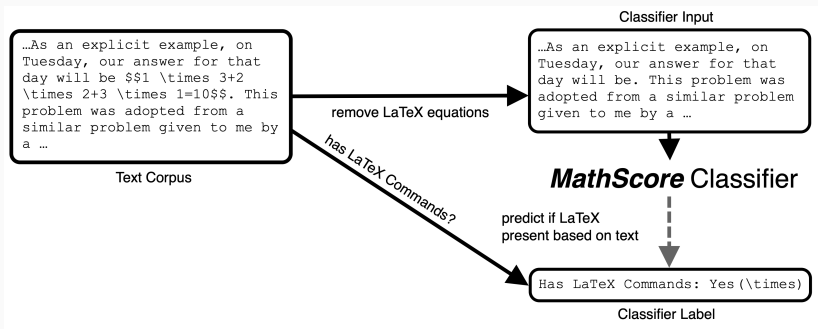 Classifier Input
…As an explicit example, on
Tuesday, our answer for that
day will be $$1 \times 3+2
\times 2+3 \times 1=10$$. This
problem was adopted from a
similar problem given to me by
a …
Text Corpus
remove LaTeX equations
has LaTeX Commands?
…As an explicit example, on
Tuesday, our answer for that
day will be. This problem was
adopted from a similar problem
given to me by a …
MathScore Classifier
predict if LaTeX
present based on text
Has LaTeX Commands: Yes(\times)
Classifier Label